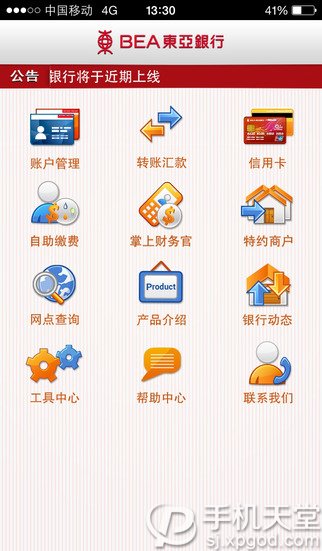 中国移动 4G 13:30 41%
BEA東亞銀行
公告 银行将于近期上线
账户管理 转账汇款 信用卡
自助缴费 掌上财务官 特约商户
Product
网点查询 产品介绍 银行动态
工具中心 帮助中心 联系我们
手机天堂
sj.xpgod.com